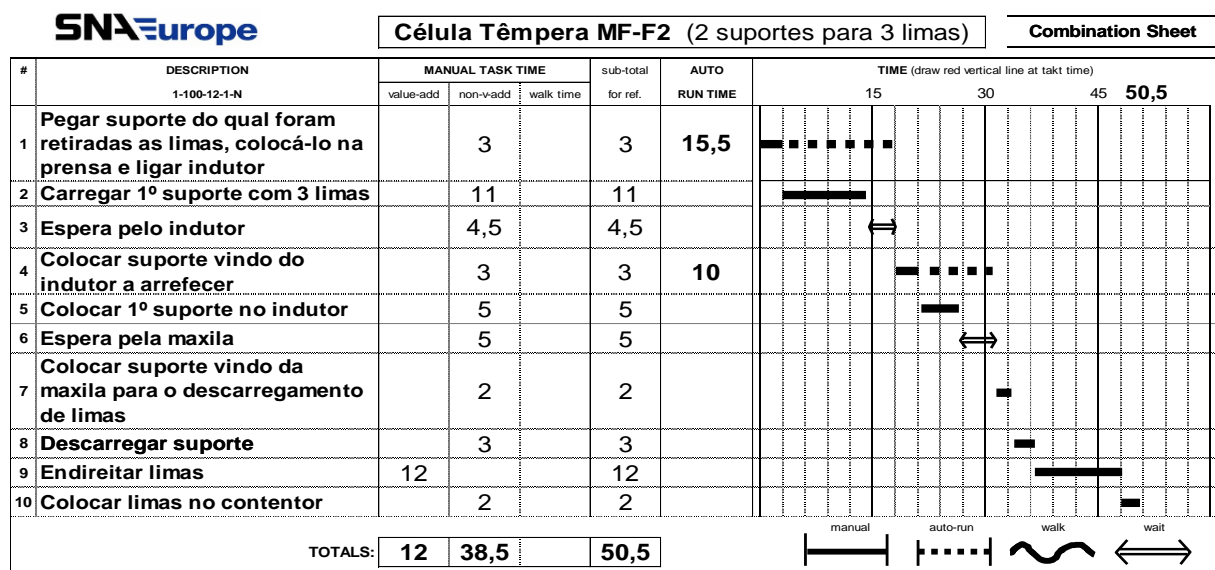 SNA Europe
Célula Têmpera MF-F2 (2 suportes para 3 limas)
Combination Sheet
# DESCRIPTION MANUAL TASK TIME sub-total AUTO TIME (draw red vertical line at takt time)
1-100-12-1-N value-add non-v-add walk time for ref. RUN TIME 15 30 45 50,5
Pegar suporte do qual foram
1 retiradas as limas, colocá-lo na 3 3 15,5
prensa e ligar indutor
2 Carregar 1º suporte com 3 limas 11 11
3 Espera pelo indutor 4,5 4,5
4 Colocar suporte vindo do 3 3 10
indutor a arrefecer
5 Colocar 1º suporte no indutor 5 5
6 Espera pela maxila 5 5
Colocar suporte vindo da
7 maxila para o descarregamento 2 2
de limas
8 Descarregar suporte 3 3
9 Endireitar limas 12 12
10 Colocar limas no contentor 2 2
manual auto-run walk wait
TOTALS: 12 38,5 50,5